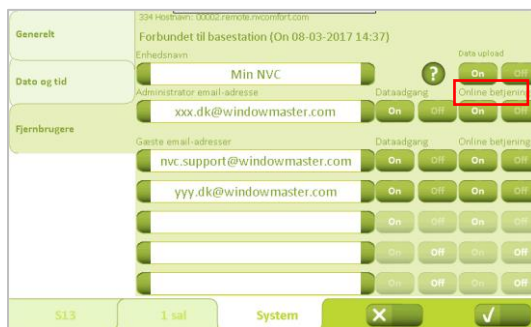 334 Hostnavn: 00002.remote.nvcomfort.com
Generelt
Forbundet til basestation (On 08-03-2017 14:37)
Enhedsnavn
Data upload
Min NVC
?
On Off
Dato og tid
Administrator email-adresse
Dataadgang
Online betjening
xxx.dk@windowmaster.com
On Off
On Off
Fjernbrugere
Gæste email-adresser
Dataadgang
Online betjening
nvc.support@windowmaster.com
On Off
On Off
yyy.dk@windowmaster.com
On Off
On Off
On Off
On Off
On Off
On Off
On Off
On Off
S13
1 sal
System